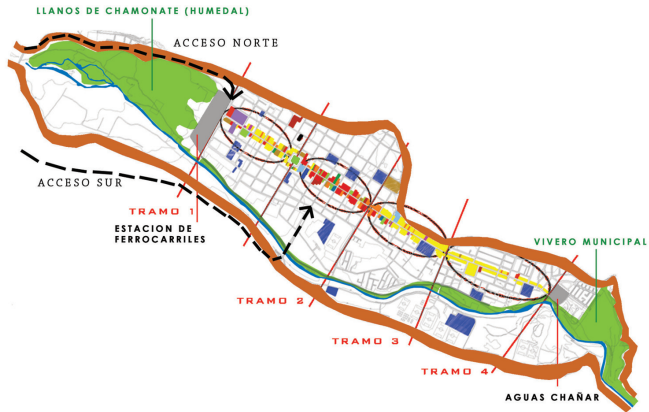 LLANOS DE CHAMONATE (HUMEDAL)
ACCESO NORTE
ACCESO SUR
TRAMO 1
ESTACION DE
FERROCARRILES
VIVERO MUNICIPAL
TRAMO 2
TRAMO 3
TRAMO 4
AGUAS CHAÑAR